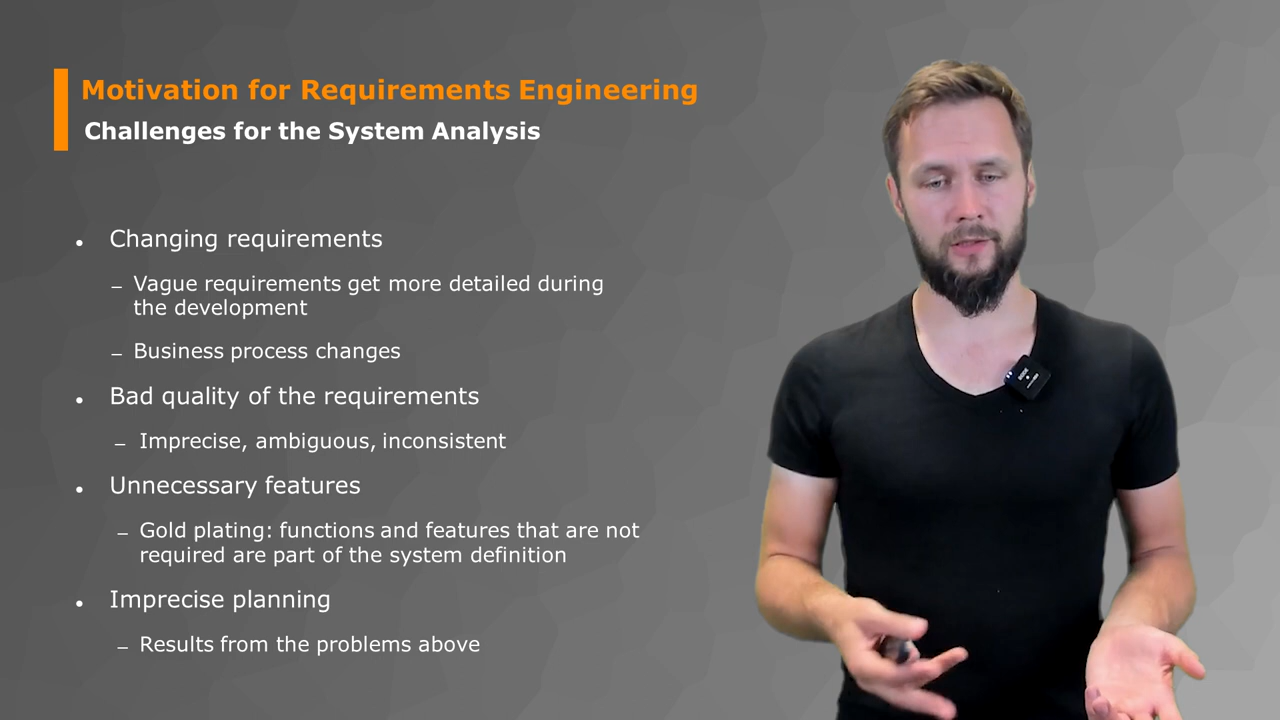 Motivation for Requirements Engineering
Challenges for the System Analysis
• Changing requirements
– Vague requirements get more detailed during
the development
– Business process changes
• Bad quality of the requirements
– Imprecise, ambiguous, inconsistent
• Unnecessary features
– Gold plating: functions and features that are not
required are part of the system definition
• Imprecise planning
– Results from the problems above